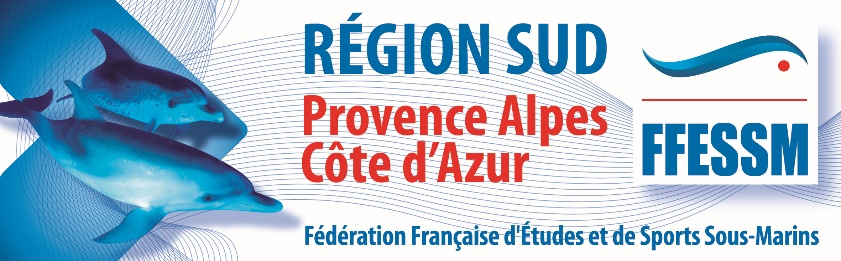 RÉGION SUD
Provence Alpes
Côte d'Azur
FFESSM
Fédération Française d'Études et de Sports Sous-Marins